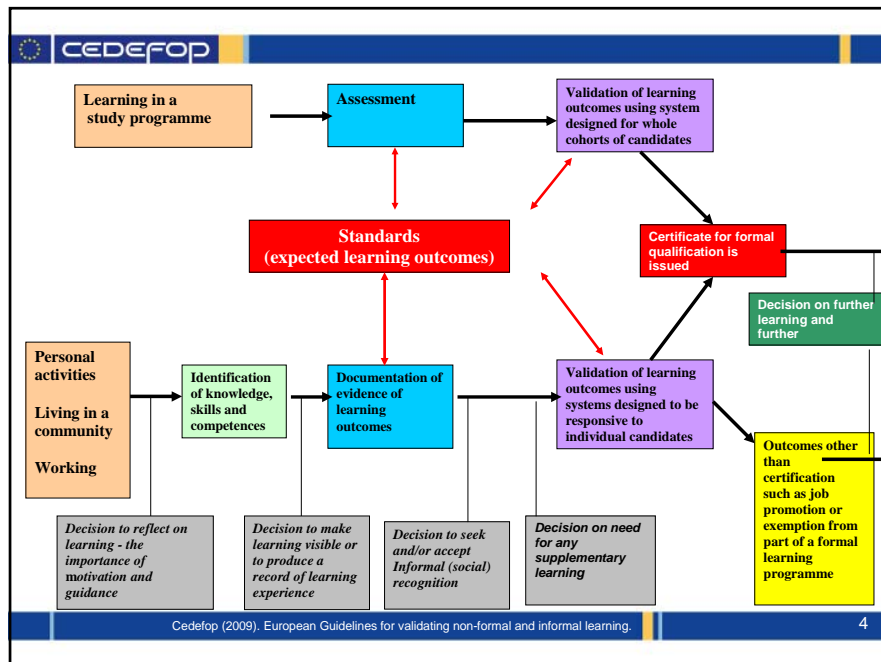 CEDEFOP
Learning in a
study programme
Assessment
Validation of learning
outcomes using system
designed for whole
cohorts of candidates
Standards
(expected learning outcomes)
Certificate for formal
qualification is
issued
Decision on further
learning and
further
Personal
activities
Living in a
community
Working
Identification
of knowledge,
skills and
competences
Documentation of
evidence of
learning
outcomes
Validation of learning
outcomes using
systems designed to be
responsive to
individual candidates
Outcomes other
than
certification
such as job
promotion or
exemption from
part of a formal
learning
programme
Decision to reflect on
learning - the
importance of
motivation and
guidance
Decision to make
learning visible or
to produce a
record of learning
experience
Decision to seek
and/or accept
Informal (social)
recognition
Decision on need
for any
supplementary
learning
Cedefop (2009). European Guidelines for validating non-formal and informal learning.
4